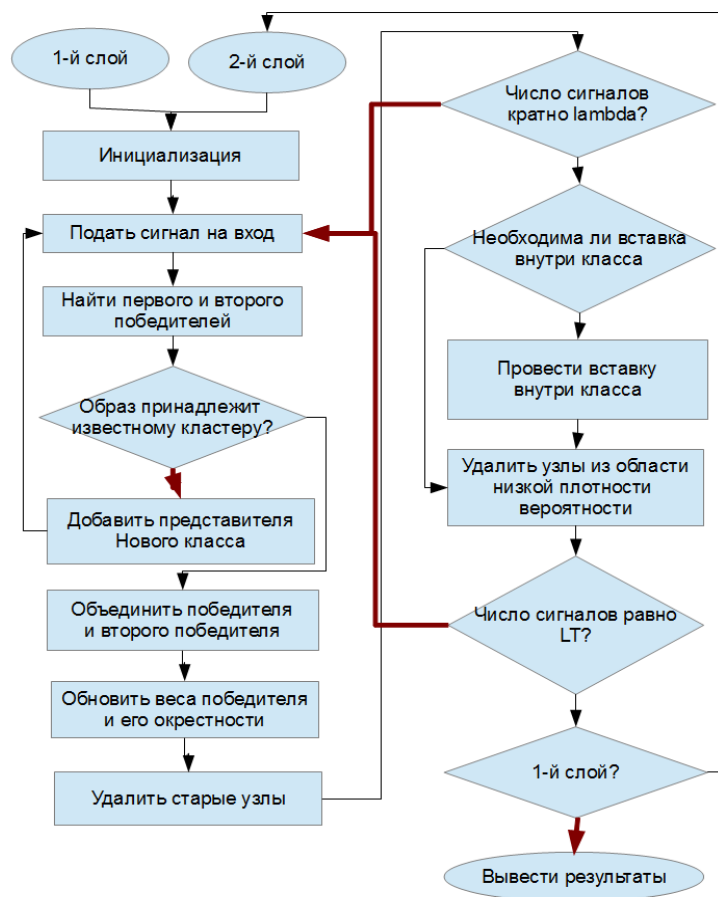 1-й слой
2-й слой
Инициализация
Подать сигнал на вход
Найти первого и второго
победителей
Образ принадлежит
известному кластеру?
Добавить представителя
Нового класса
Объединить победителя
и второго победителя
Обновить веса победителя
и его окрестности
Удалить старые узлы
Число сигналов
кратно lambda?
Необходима ли вставка
внутри класса
Провести вставку
внутри класса
Удалить узлы из области
низкой плотности
вероятности
Число сигналов равно
LT?
1-й слой?
Вывести результаты